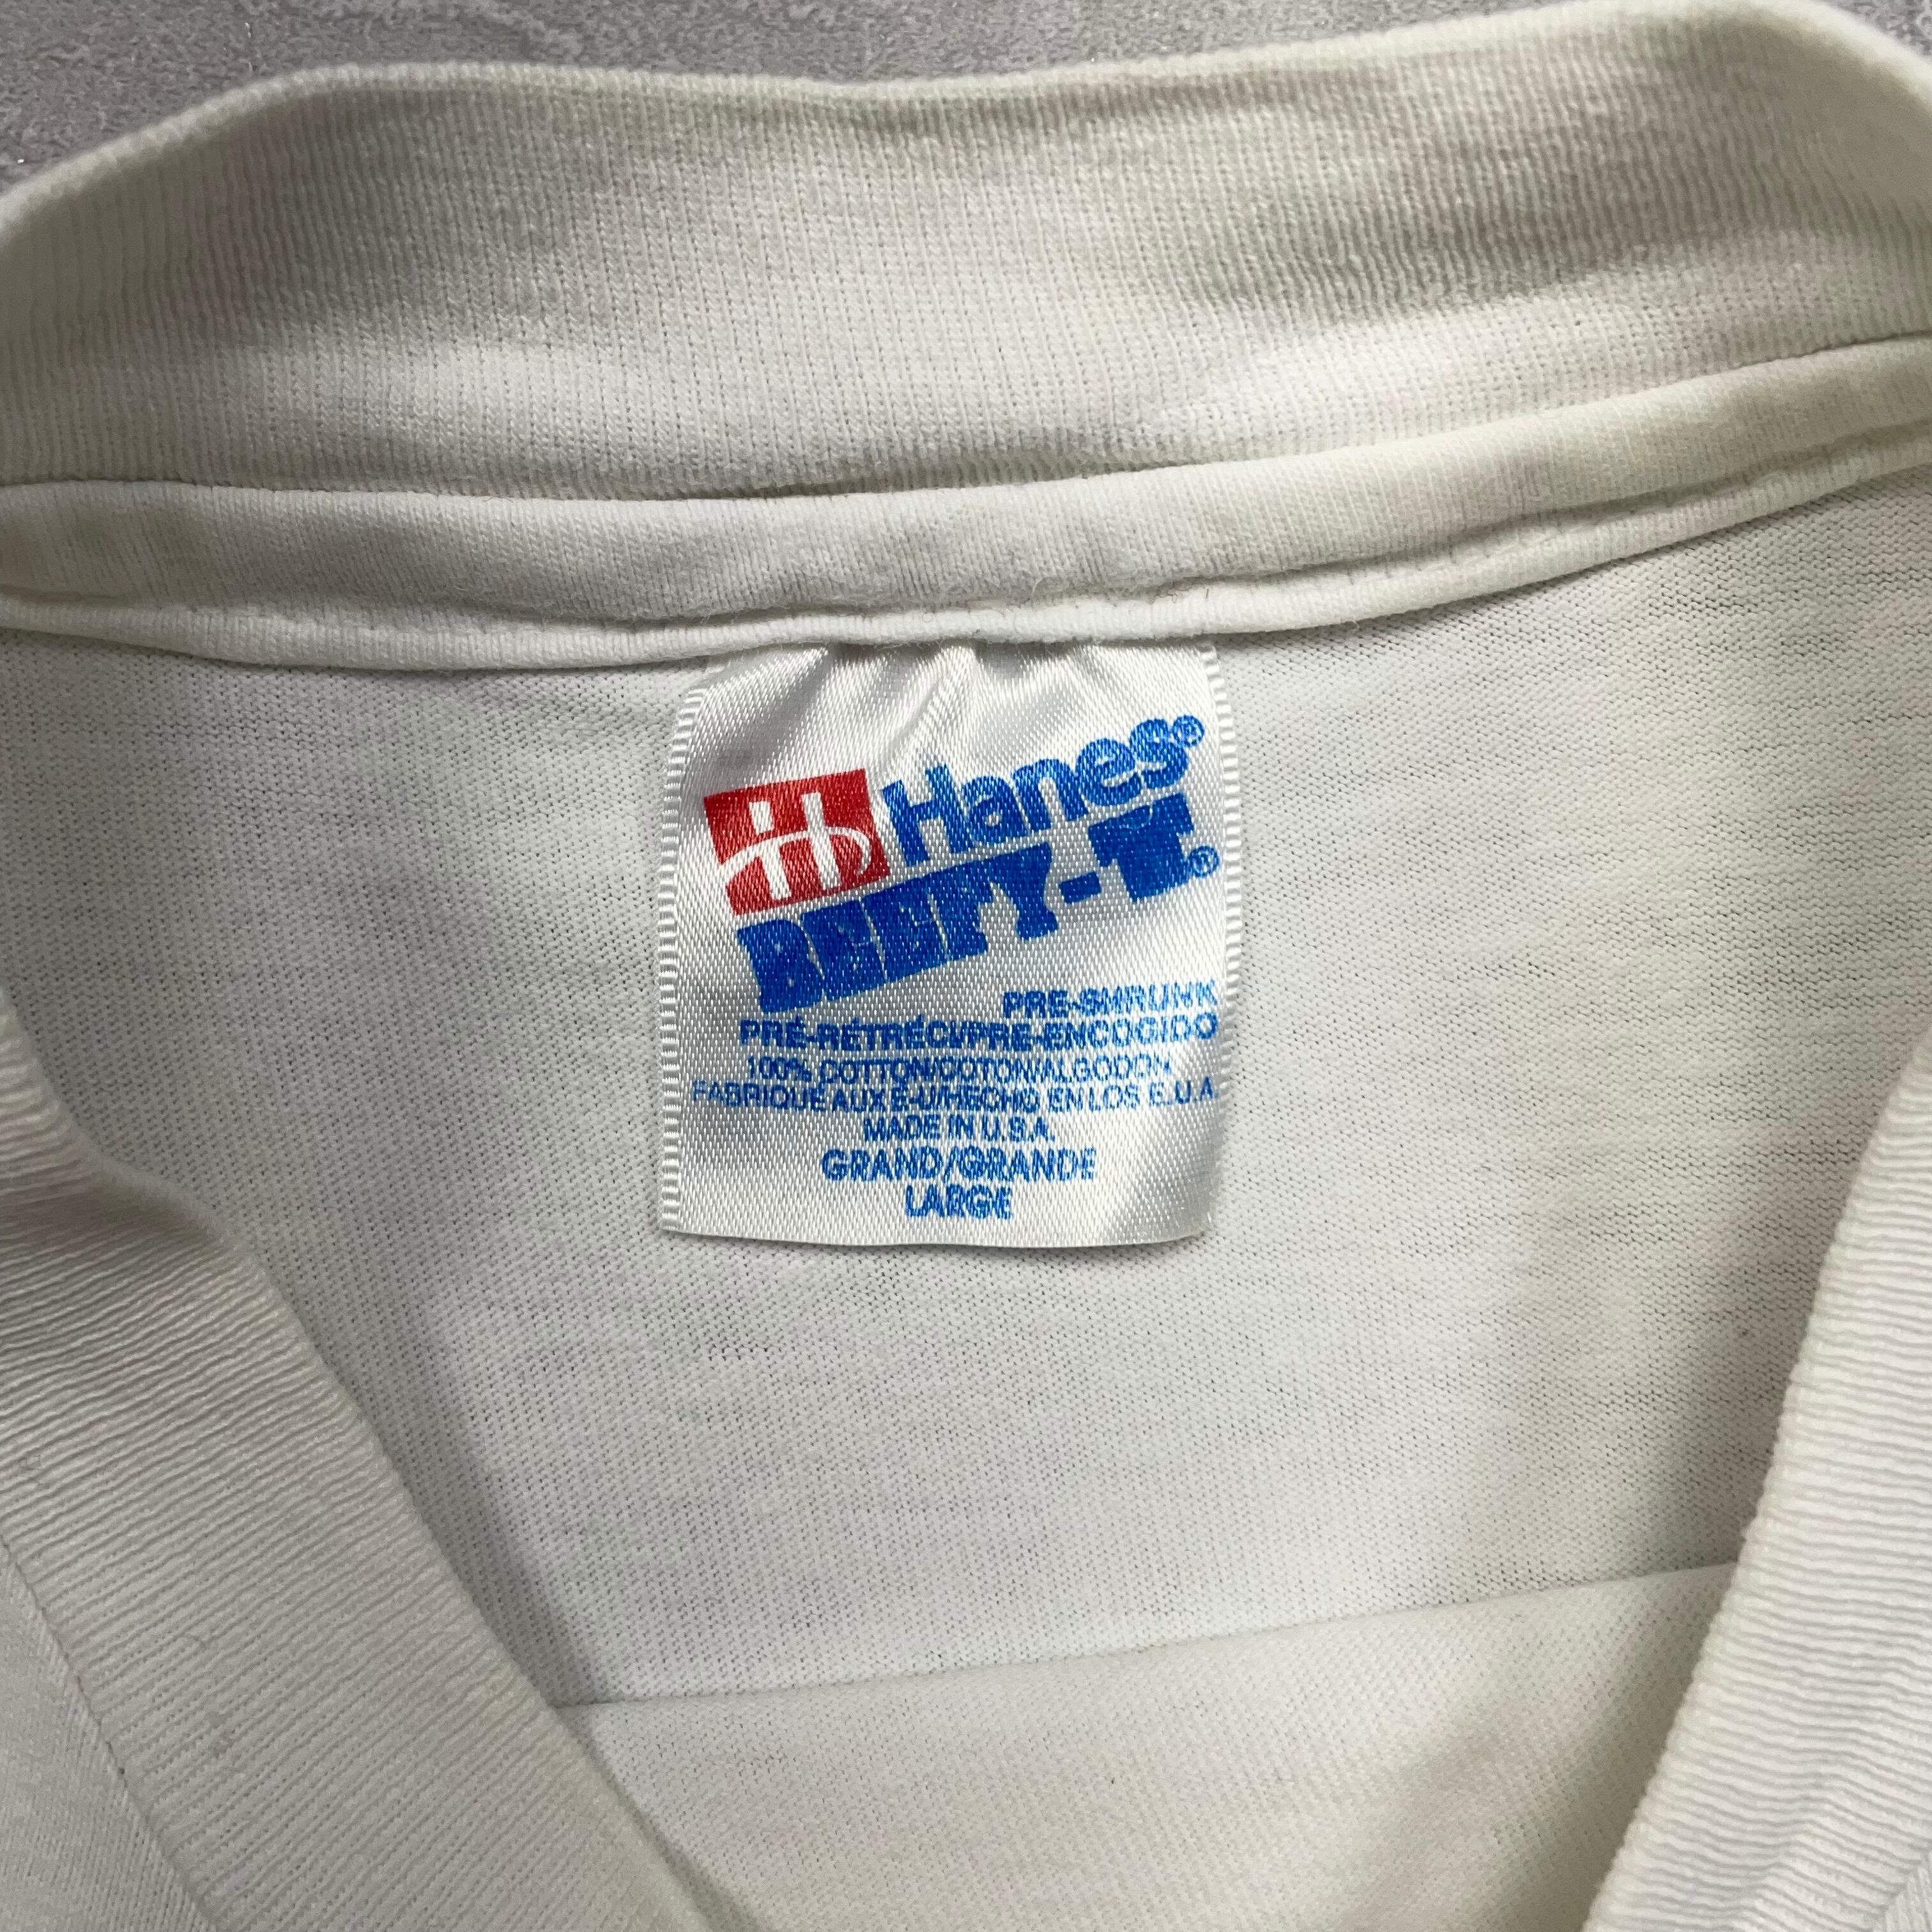 Hanes®
BEEFY-T®
PRE-SHRUNK
PRÉ-RÉTRÉCI/PRE-ENCOGIDO
100% COTTON/COTON/ALGODON
FABRIQUÉ AUX É-U/HECHO EN LOS E.U.A.
MADE IN U.S.A.
GRAND/GRANDE
LARGE